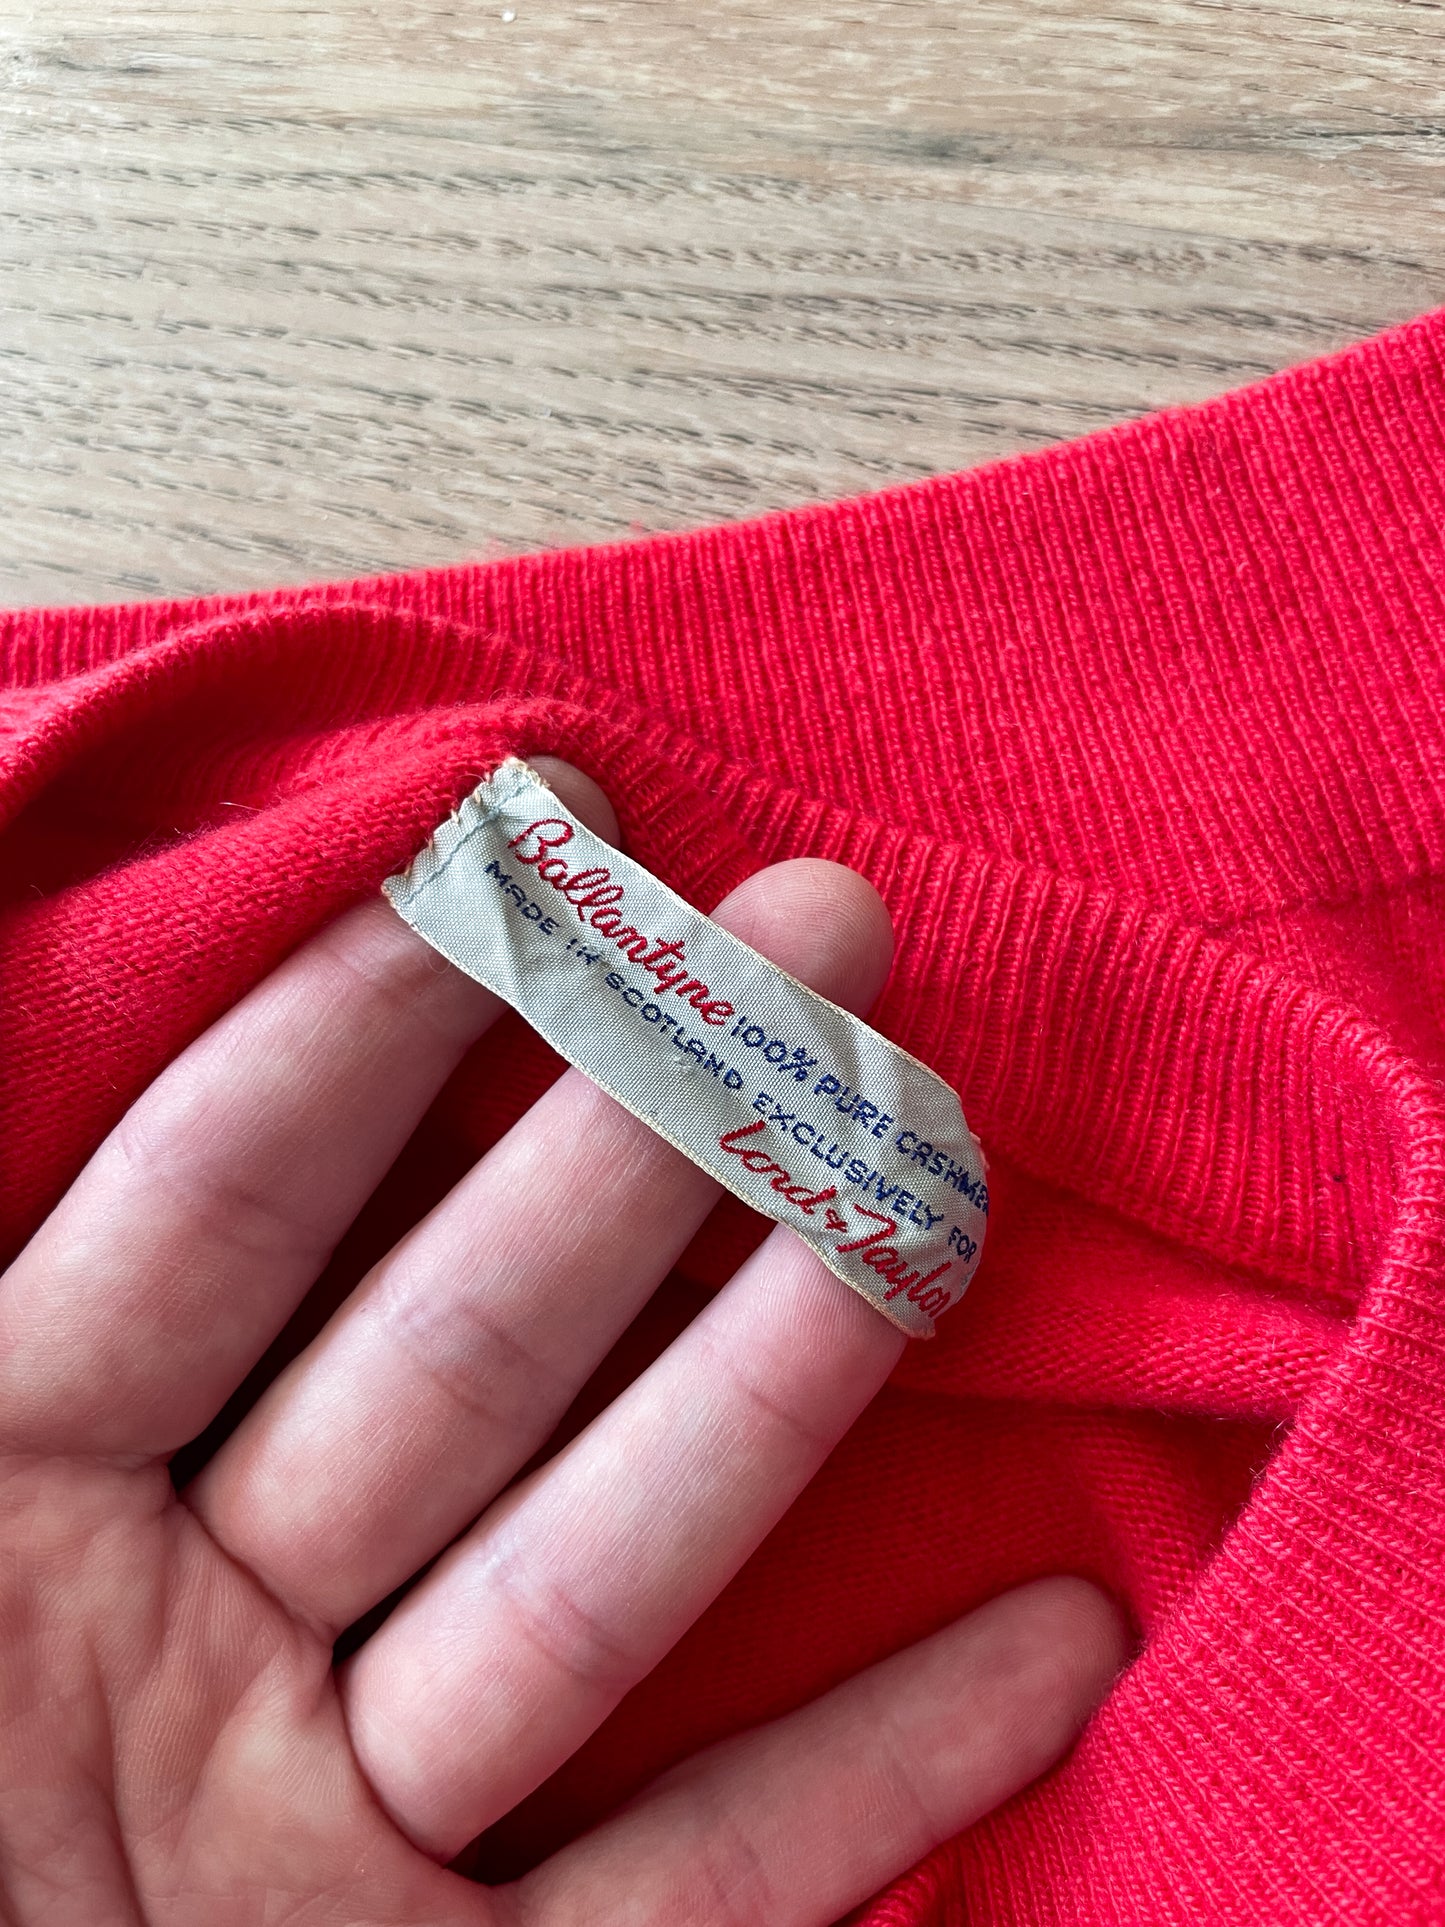 Ballantyne 100% PURE CASHMERE
MADE IN SCOTLAND EXCLUSIVELY FOR
Lord & Taylor